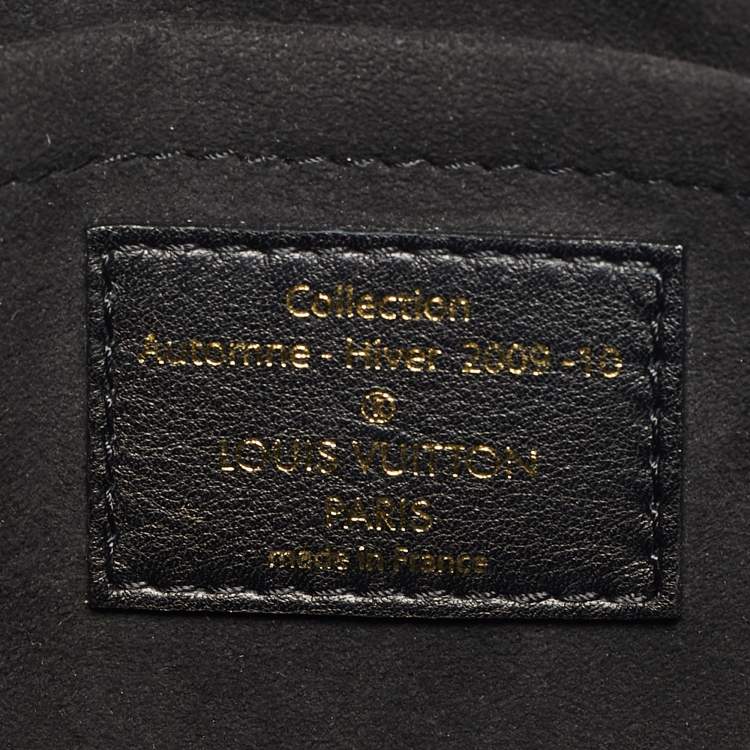 Collection
Automne - Hiver 2009 -10
®
LOUIS VUITTON
PARIS
made in France